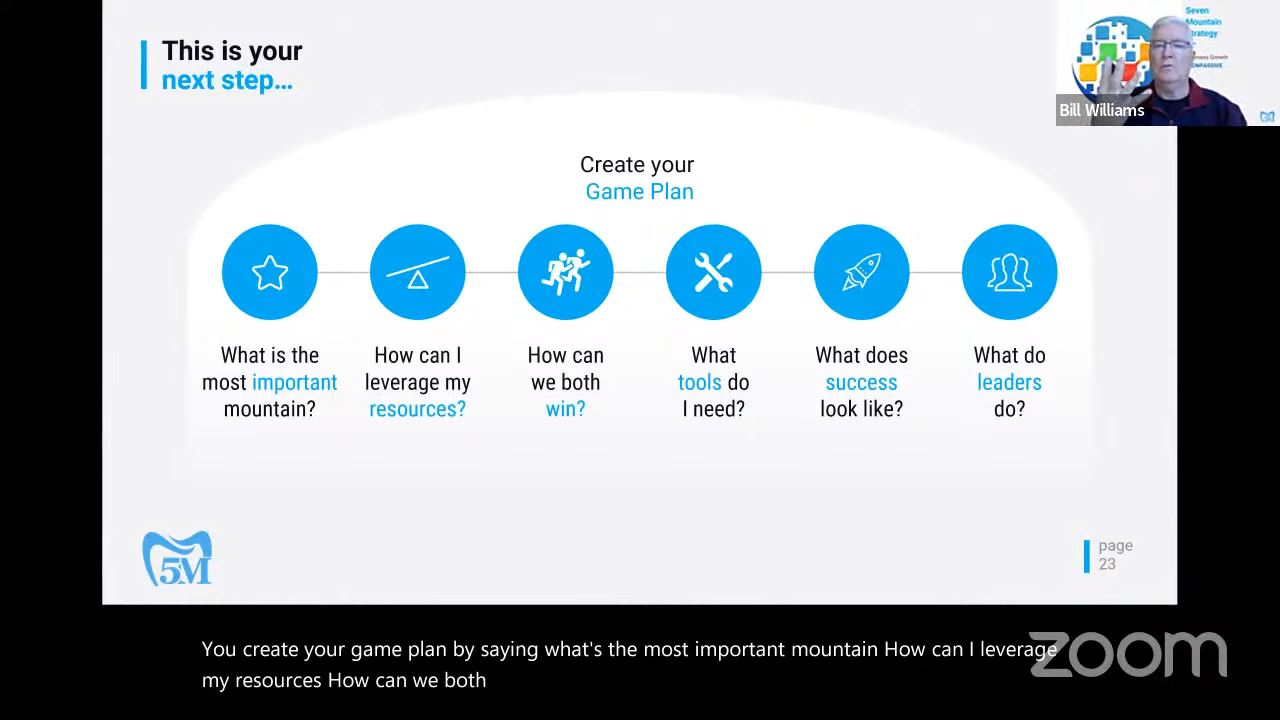 This is your
next step...
Seven
Mountain
Strategy
Bill Williams
Create your
Game Plan
What is the
most important
mountain?
How can I
leverage my
resources?
How can
we both
win?
What
tools do
I need?
What does
success
look like?
What do
leaders
do?
5M
page
23
You create your game plan by saying what's the most important mountain How can I leverage
my resources How can we both
zoom